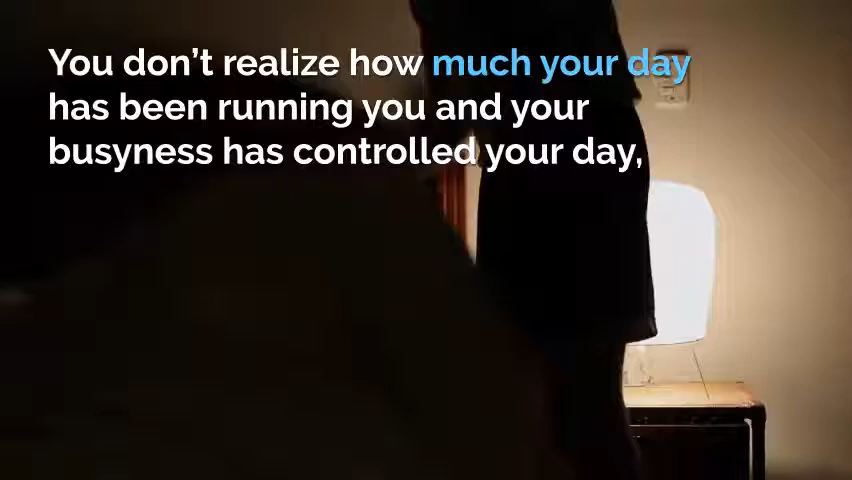 You don’t realize how much your day
has been running you and your
busyness has controlled your day,